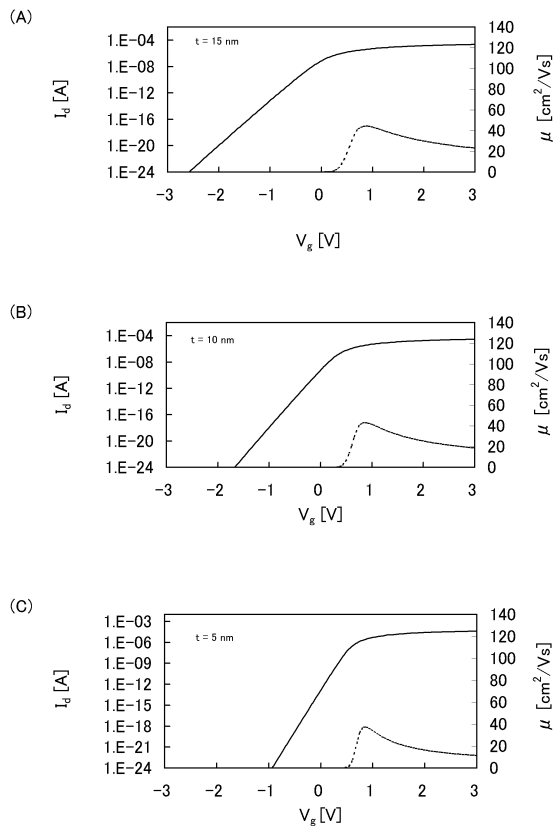 (A)
t = 15 nm
1.E-04
1.E-08
1.E-12
1.E-16
1.E-20
1.E-24
I_d [A]
140
120
100
80
60
40
20
0
μ [cm²/Vs]
-3 -2 -1 0 1 2 3
V_g [V]
(B)
t = 10 nm
1.E-04
1.E-08
1.E-12
1.E-16
1.E-20
1.E-24
I_d [A]
140
120
100
80
60
40
20
0
μ [cm²/Vs]
-3 -2 -1 0 1 2 3
V_g [V]
(C)
t = 5 nm
1.E-03
1.E-06
1.E-09
1.E-12
1.E-15
1.E-18
1.E-21
1.E-24
I_d [A]
140
120
100
80
60
40
20
0
μ [cm²/Vs]
-3 -2 -1 0 1 2 3
V_g [V]